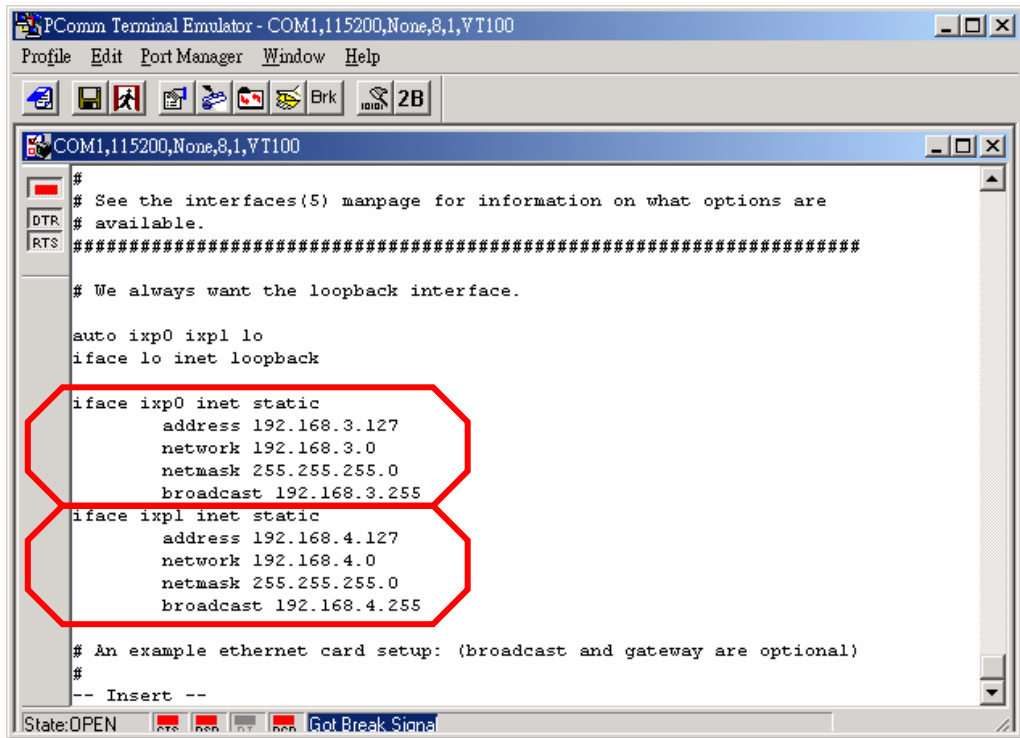 PComm Terminal Emulator - COM1,115200,None,8,1,VT100
Profile Edit Port Manager Window Help
Brk 2B
COM1,115200,None,8,1,VT100
DTR
RTS
#
# See the interfaces(5) manpage for information on what options are
# available.
######################################################################
# We always want the loopback interface.
auto ixp0 ixp1 lo
iface lo inet loopback
iface ixp0 inet static
address 192.168.3.127
network 192.168.3.0
netmask 255.255.255.0
broadcast 192.168.3.255
iface ixp1 inet static
address 192.168.4.127
network 192.168.4.0
netmask 255.255.255.0
broadcast 192.168.4.255
# An example ethernet card setup: (broadcast and gateway are optional)
#
-- Insert --
State:OPEN CTS DSR RI DCD Got Break Signal